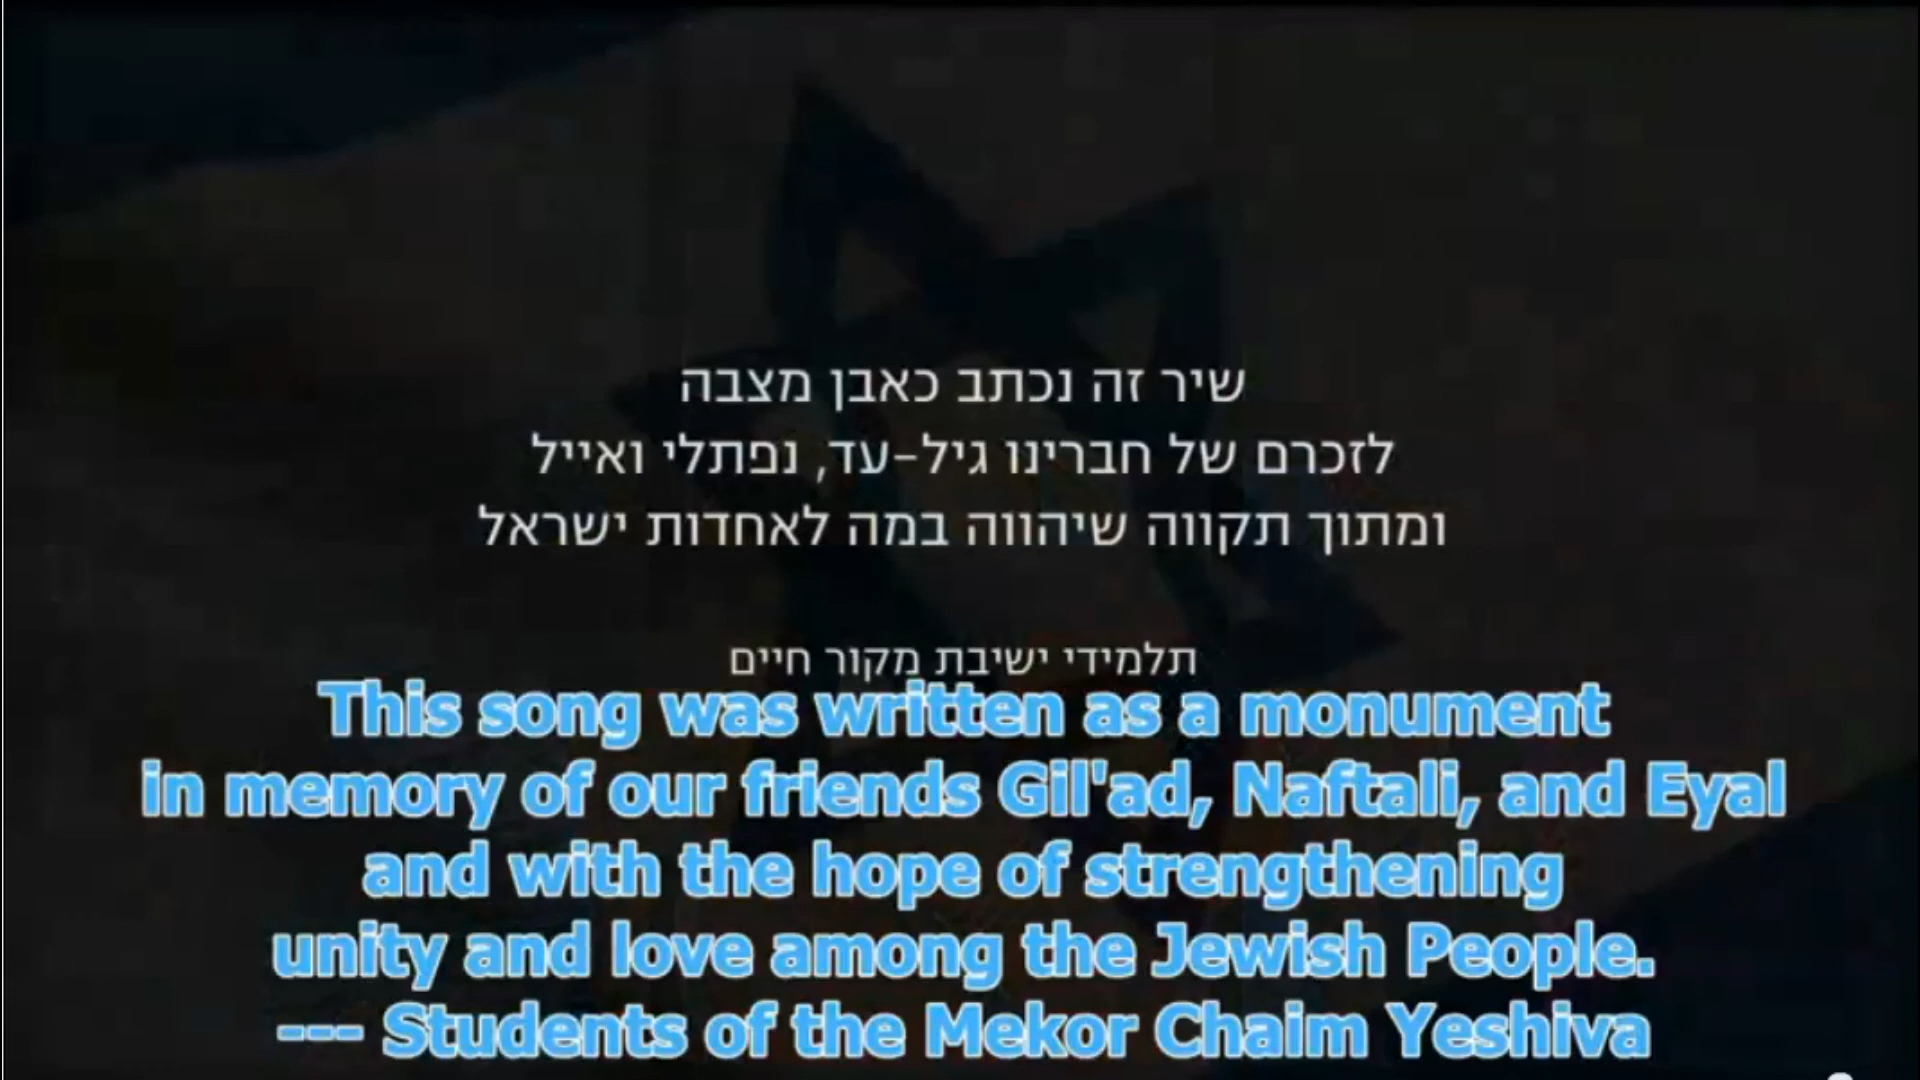 שיר זה נכתב כאבן מצבה
לזכרם של חברינו גיל-עד, נפתלי ואייל
ומתוך תקווה שיהווה במה לאחדות ישראל
תלמידי ישיבת מקור חיים
This song was written as a monument
in memory of our friends Gil'ad, Naftali, and Eyal
and with the hope of strengthening
unity and love among the Jewish People.
--- Students of the Mekor Chaim Yeshiva